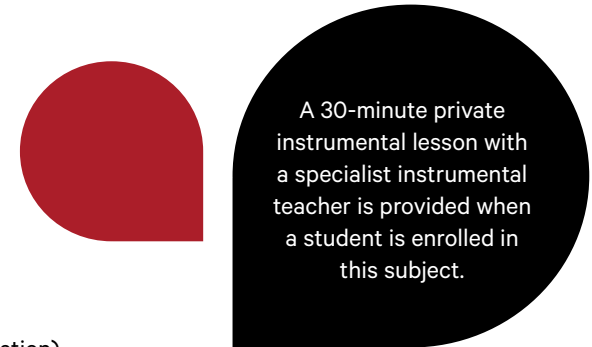 A 30-minute private
instrumental lesson with
a specialist instrumental
teacher is provided when
a student is enrolled in
this subject.